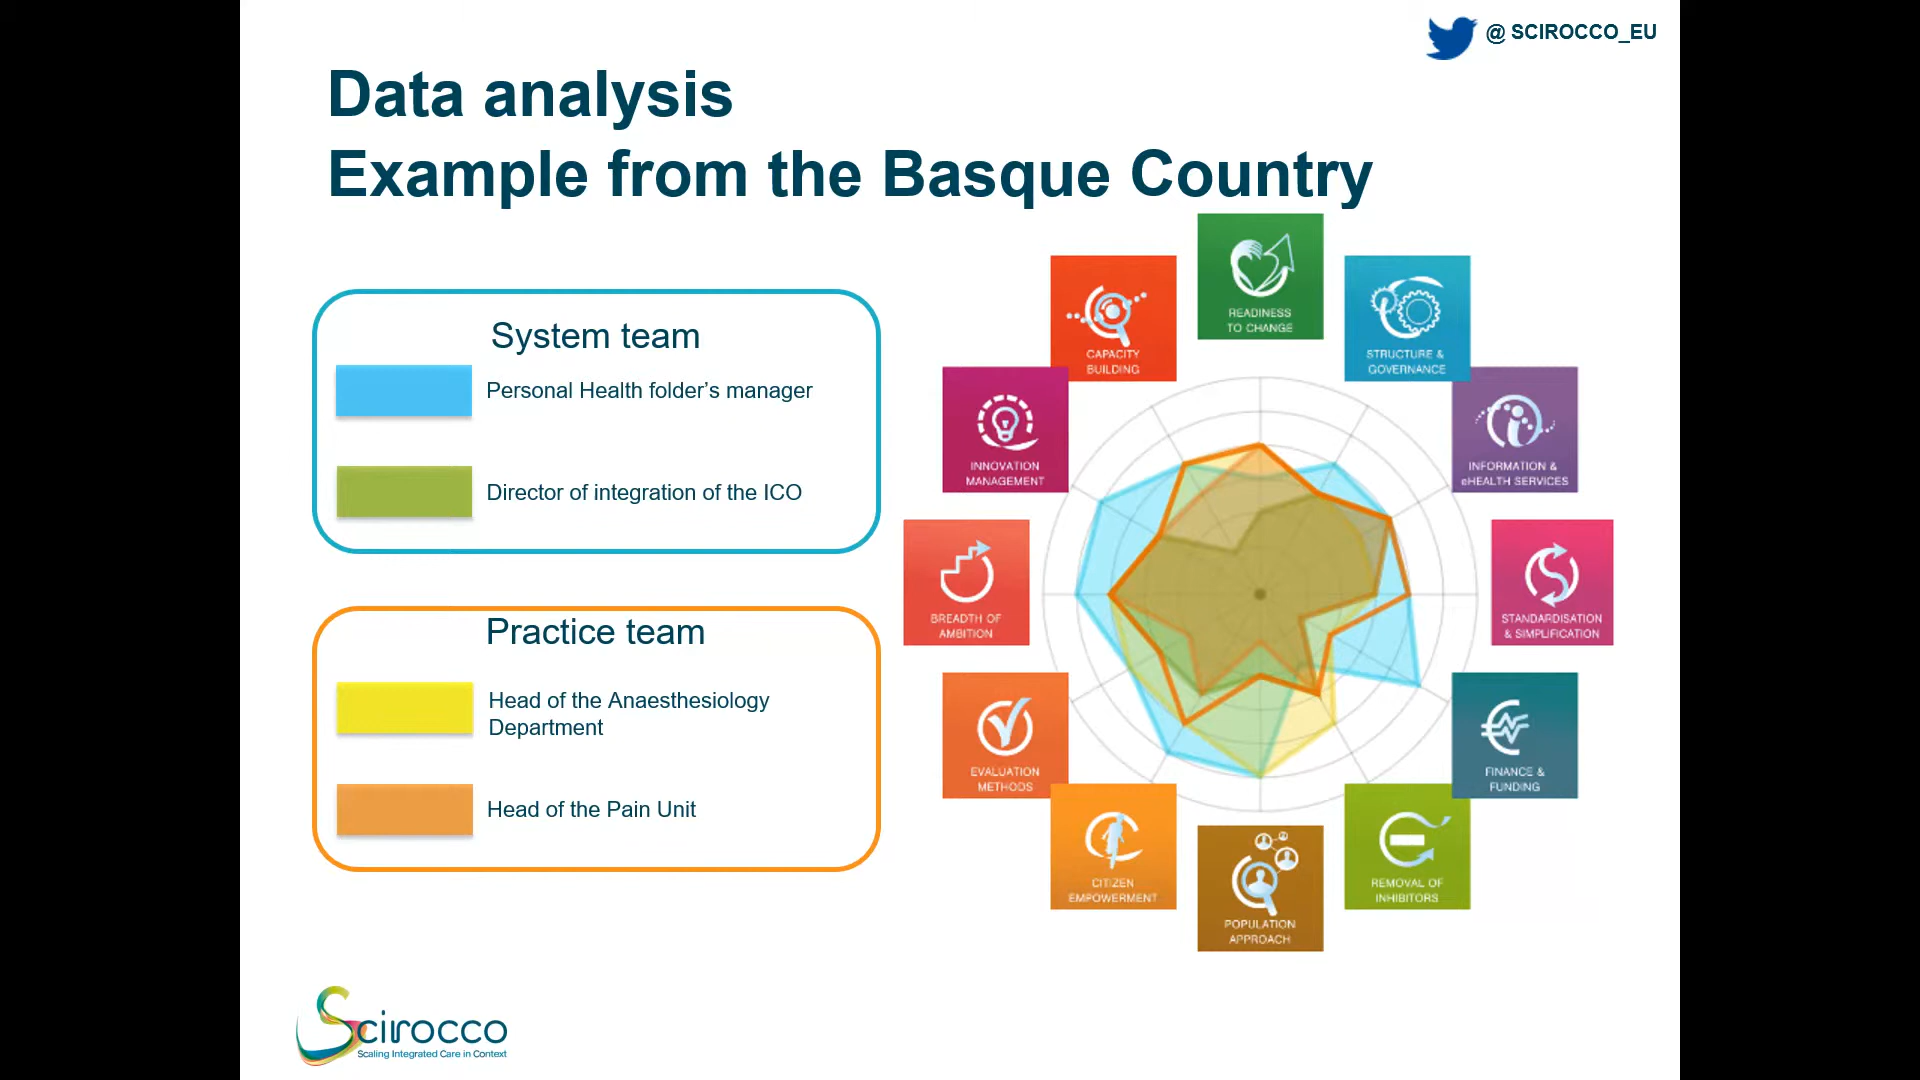 @ SCIROCCO_EU
Data analysis
Example from the Basque Country
System team
Personal Health folder’s manager
Director of integration of the ICO
Practice team
Head of the Anaesthesiology
Department
Head of the Pain Unit
READINESS
TO CHANGE
STRUCTURE &
GOVERNANCE
INFORMATION &
eHEALTH SERVICES
STANDARDISATION
& SIMPLIFICATION
FINANCE &
FUNDING
REMOVAL OF
INHIBITORS
POPULATION
APPROACH
CITIZEN
EMPOWERMENT
EVALUATION
METHODS
BREADTH OF
AMBITION
INNOVATION
MANAGEMENT
CAPACITY
BUILDING
Scirocco
Scaling Integrated Care in Context